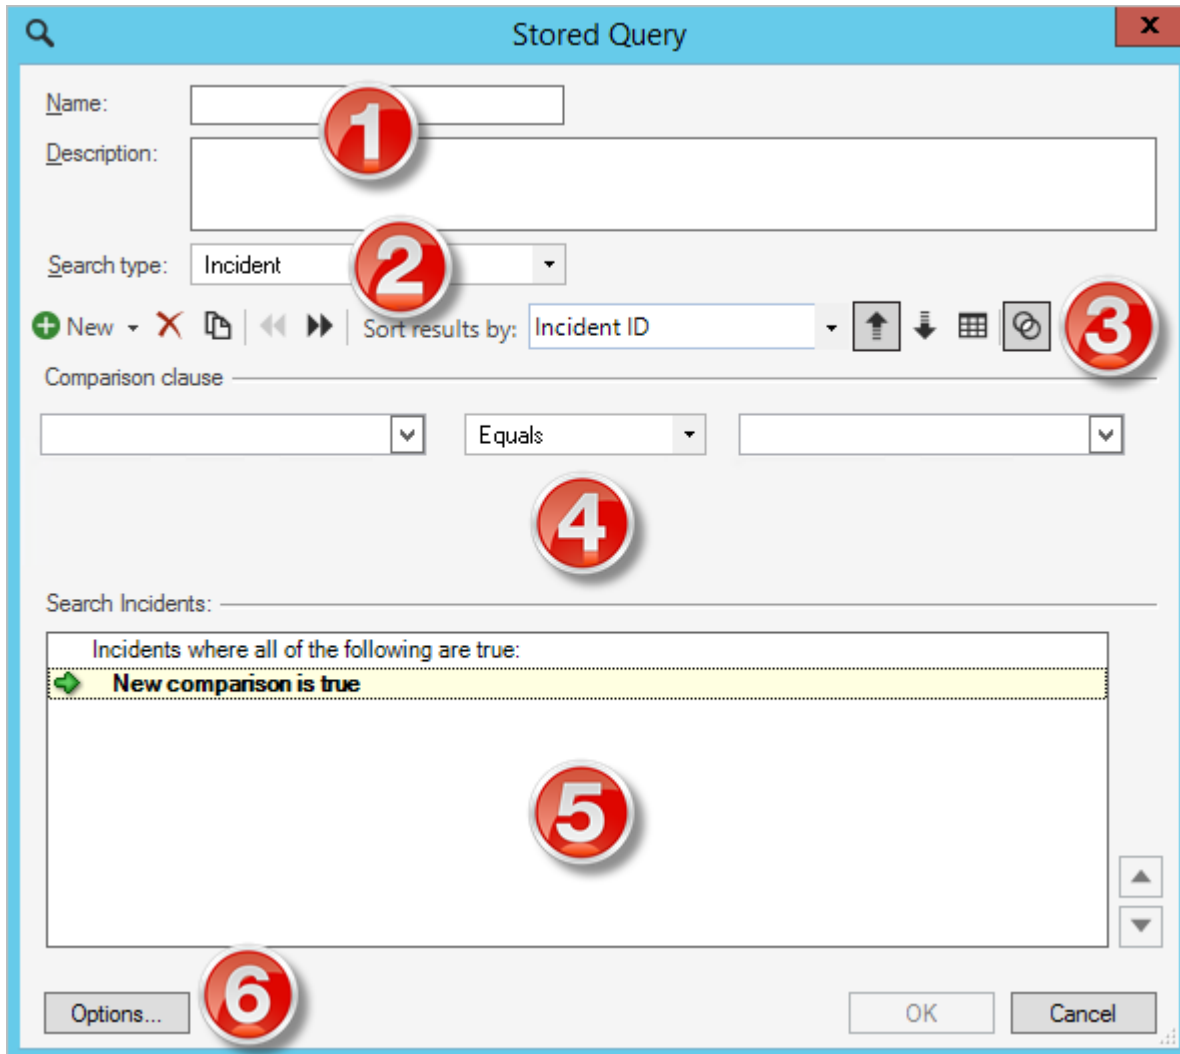 Stored Query
x
Name:
1
Description:
Search type: Incident
2
New Sort results by: Incident ID
3
Comparison clause
Equals
4
Search Incidents:
Incidents where all of the following are true:
New comparison is true
5
Options... 6 OK Cancel